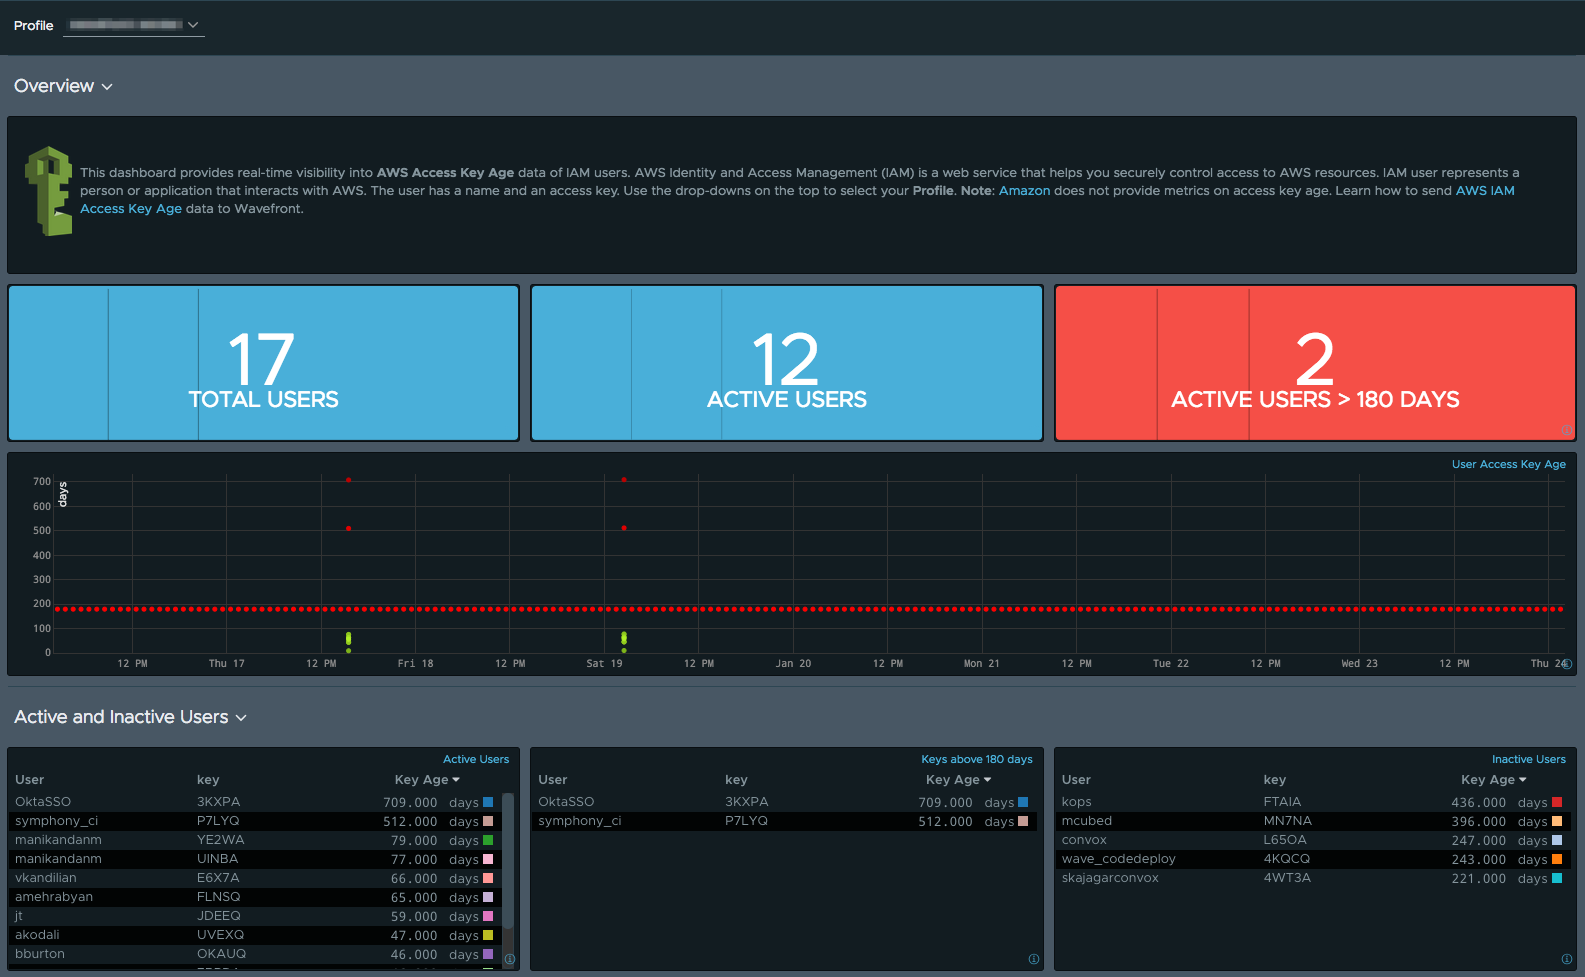 Profile
Overview
This dashboard provides real-time visibility into AWS Access Key Age data of IAM users. AWS Identity and Access Management (IAM) is a web service that helps you securely control access to AWS resources. IAM user represents a
person or application that interacts with AWS. The user has a name and an access key. Use the drop-downs on the top to select your Profile. Note: Amazon does not provide metrics on access key age. Learn how to send AWS IAM
Access Key Age data to Wavefront.
17
TOTAL USERS
12
ACTIVE USERS
2
ACTIVE USERS > 180 DAYS
User Access Key Age
days
700
600
500
400
300
200
100
0
12 PM Thu 17 12 PM Fri 18 12 PM Sat 19 12 PM Jan 20 12 PM Mon 21 12 PM Tue 22 12 PM Wed 23 12 PM Thu 24
Active and Inactive Users
Active Users
User key Key Age
OktaSSO 3KXPA 709.000 days
symphony_ci P7LYQ 512.000 days
manikandanm YE2WA 79.000 days
manikandanm UINBA 77.000 days
vkandilian E6X7A 66.000 days
amehrabyan FLNSQ 65.000 days
jt JDEEQ 59.000 days
akodali UVEXQ 47.000 days
bburton OKAUQ 46.000 days
Keys above 180 days
User key Key Age
OktaSSO 3KXPA 709.000 days
symphony_ci P7LYQ 512.000 days
Inactive Users
User key Key Age
kops FTAIA 436.000 days
mcubed MN7NA 396.000 days
convox L65OA 247.000 days
wave_codedeploy 4KQCQ 243.000 days
skajagarconvox 4WT3A 221.000 days